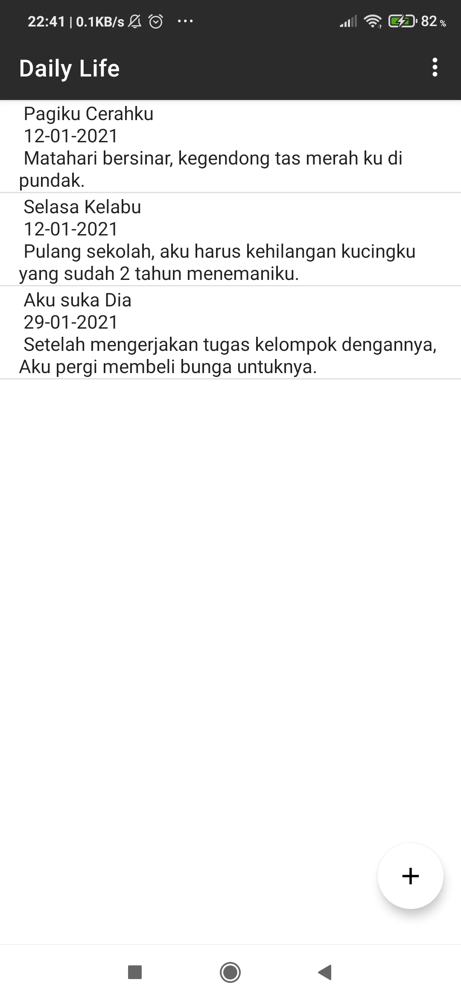 22:41 | 0.1KB/s ... 82 %
Daily Life
Pagiku Cerahku
12-01-2021
Matahari bersinar, kegendong tas merah ku di
pundak.
Selasa Kelabu
12-01-2021
Pulang sekolah, aku harus kehilangan kucingku
yang sudah 2 tahun menemaniku.
Aku suka Dia
29-01-2021
Setelah mengerjakan tugas kelompok dengannya,
Aku pergi membeli bunga untuknya.
+